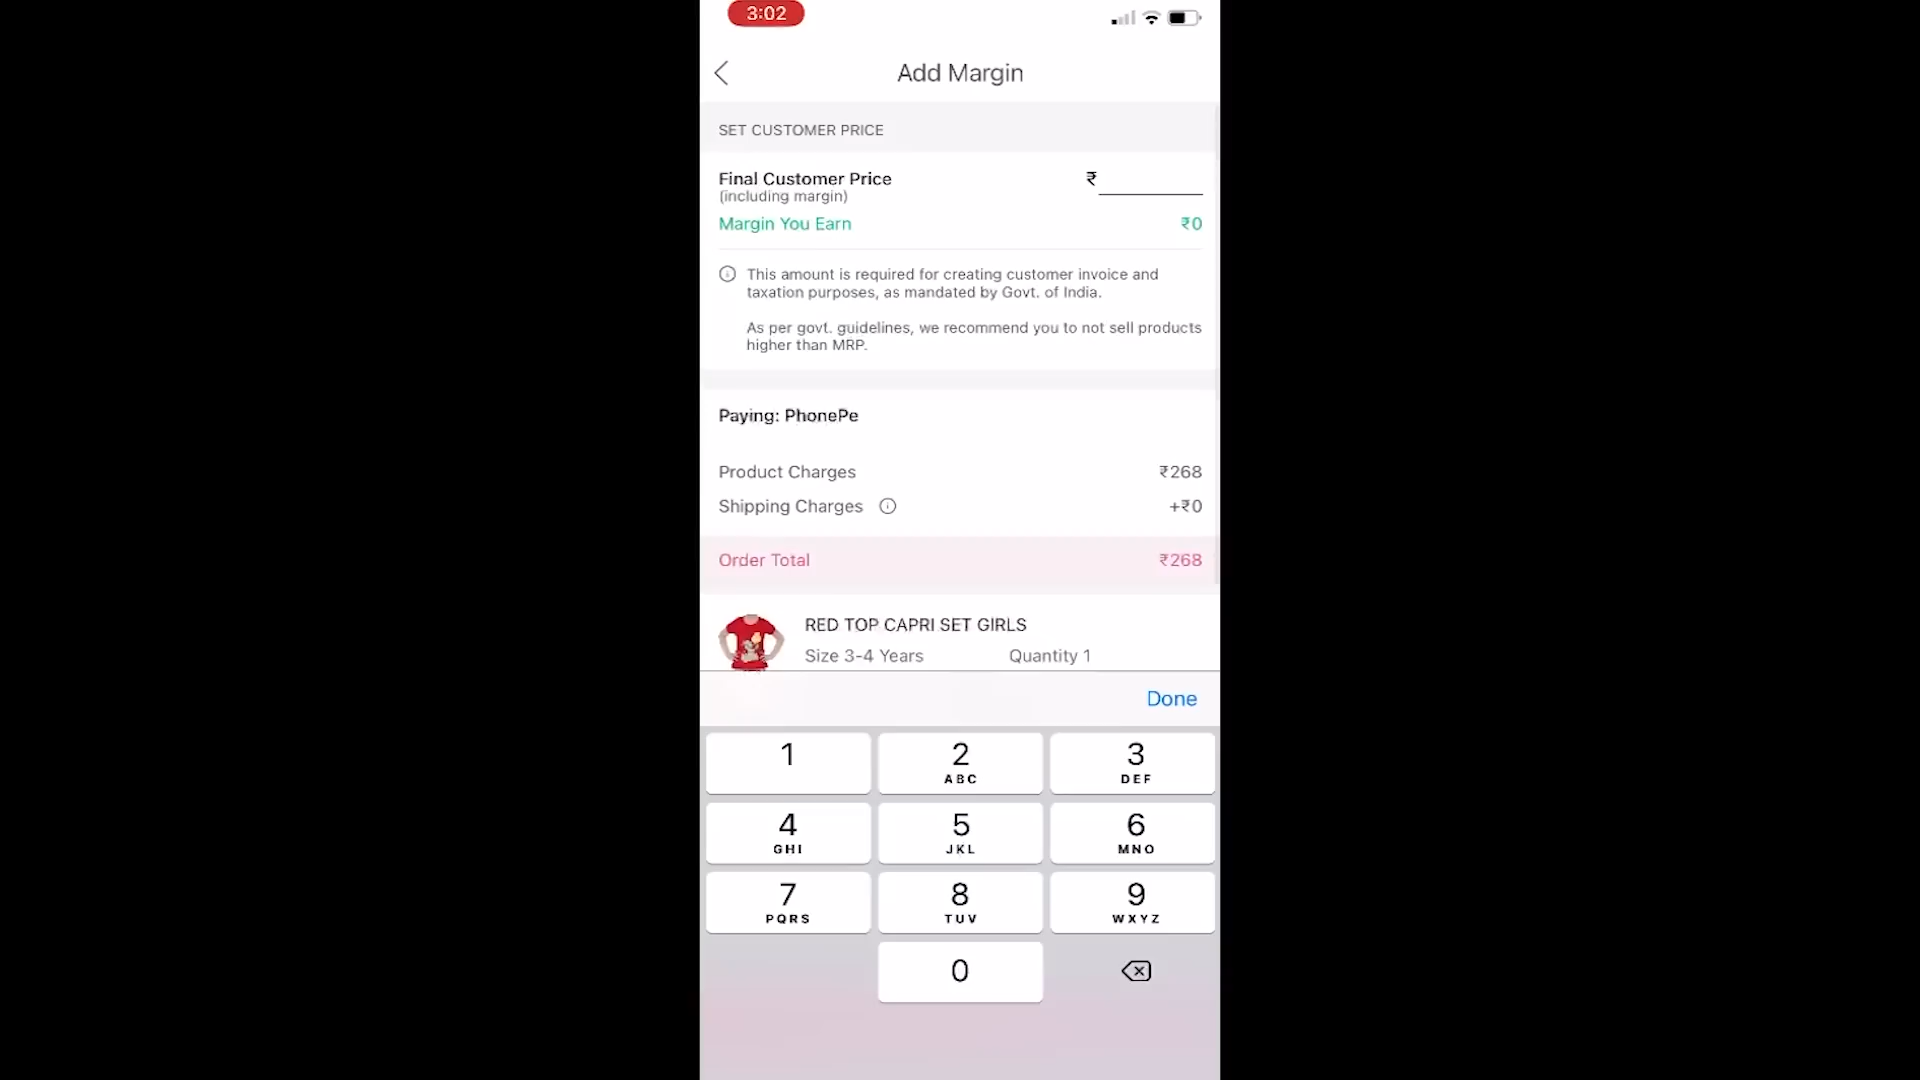 3:02
Add Margin
SET CUSTOMER PRICE
Final Customer Price ₹
(including margin)
Margin You Earn ₹0
This amount is required for creating customer invoice and
taxation purposes, as mandated by Govt. of India.
As per govt. guidelines, we recommend you to not sell products
higher than MRP.
Paying: PhonePe
Product Charges ₹268
Shipping Charges +₹0
Order Total ₹268
RED TOP CAPRI SET GIRLS
Size 3-4 Years Quantity 1
Done
1 2 3
ABC DEF
4 5 6
GHI JKL MNO
7 8 9
PQRS TUV WXYZ
0